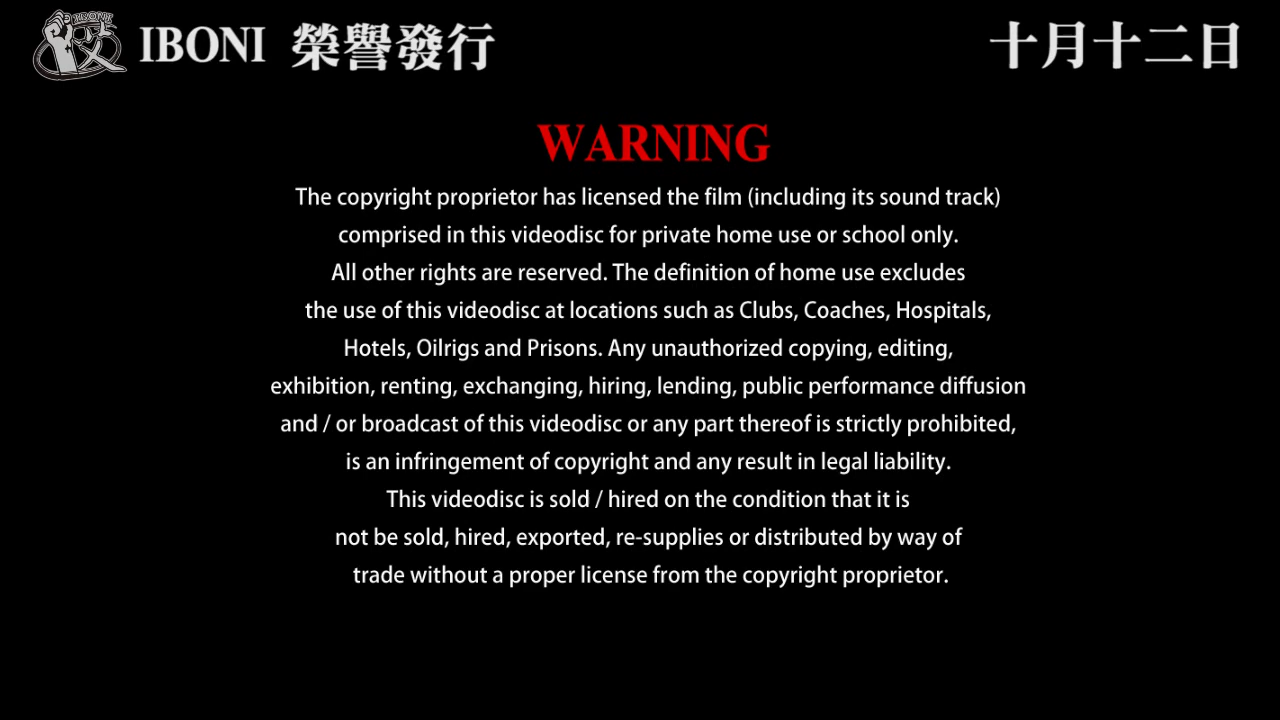 IBONI 榮譽發行
十月十二日
WARNING
The copyright proprietor has licensed the film (including its sound track)
comprised in this videodisc for private home use or school only.
All other rights are reserved. The definition of home use excludes
the use of this videodisc at locations such as Clubs, Coaches, Hospitals,
Hotels, Oilrigs and Prisons. Any unauthorized copying, editing,
exhibition, renting, exchanging, hiring, lending, public performance diffusion
and / or broadcast of this videodisc or any part thereof is strictly prohibited,
is an infringement of copyright and any result in legal liability.
This videodisc is sold / hired on the condition that it is
not be sold, hired, exported, re-supplies or distributed by way of
trade without a proper license from the copyright proprietor.